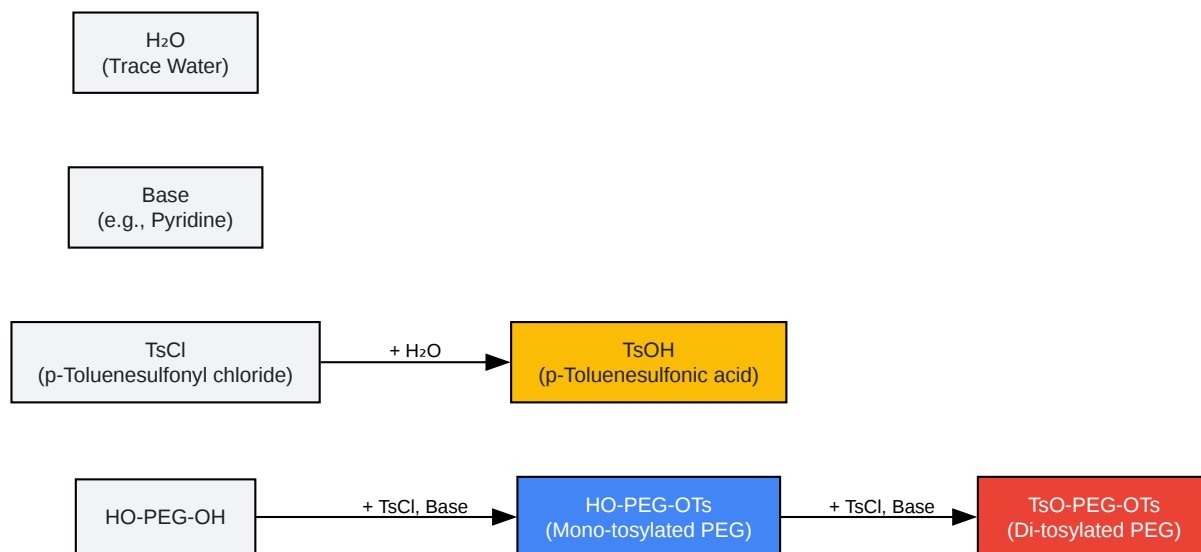 H₂O
(Trace Water)
Base
(e.g., Pyridine)
TsCl
(p-Toluenesulfonyl chloride)
+ H₂O
TsOH
(p-Toluenesulfonic acid)
HO-PEG-OH
+ TsCl, Base
HO-PEG-OTs
(Mono-tosylated PEG)
+ TsCl, Base
TsO-PEG-OTs
(Di-tosylated PEG)